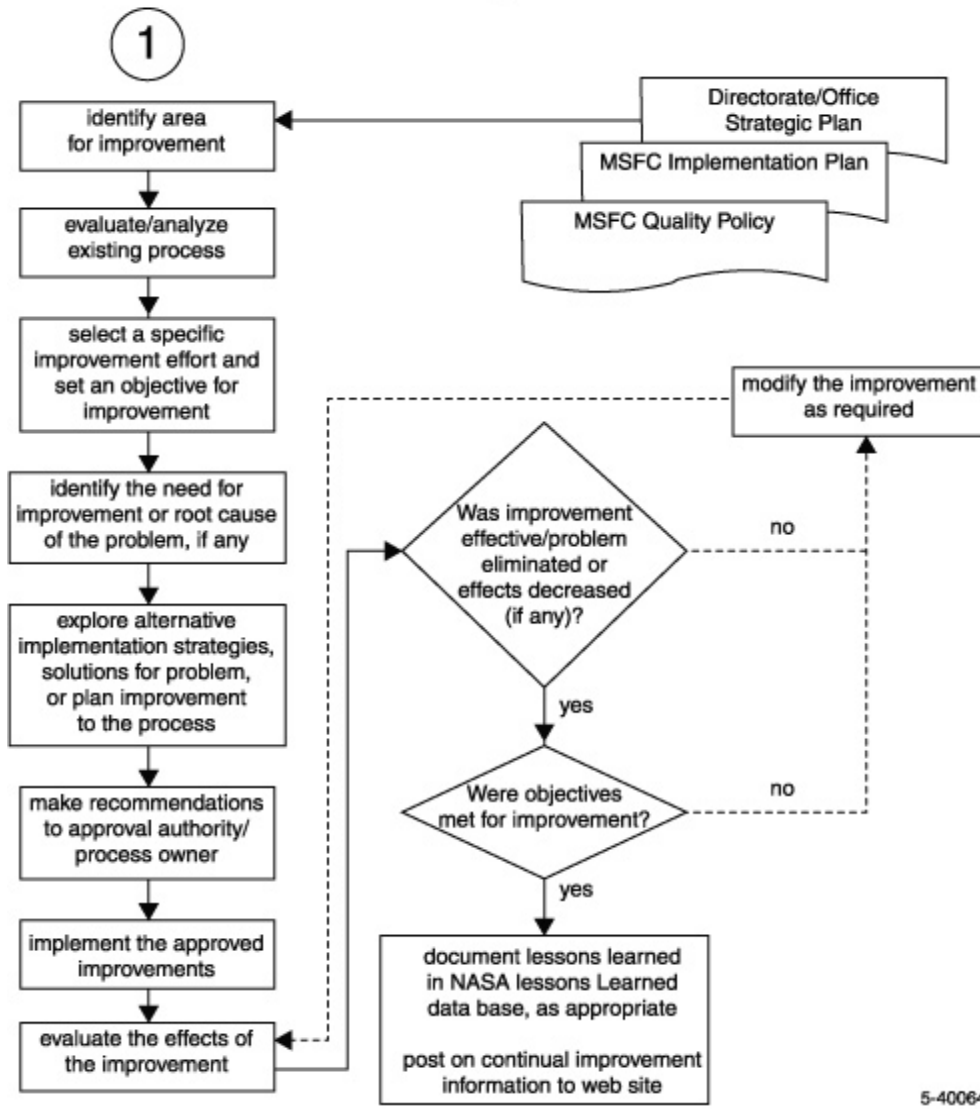 1
identify area
for improvement
Directorate/Office
Strategic Plan
MSFC Implementation Plan
MSFC Quality Policy
evaluate/analyze
existing process
select a specific
improvement effort and
set an objective for
improvement
modify the improvement
as required
identify the need for
improvement or root cause
of the problem, if any
Was improvement
effective/problem
eliminated or
effects decreased
(if any)?
no
yes
explore alternative
implementation strategies,
solutions for problem,
or plan improvement
to the process
make recommendations
to approval authority/
process owner
Were objectives
met for improvement?
no
yes
implement the approved
improvements
evaluate the effects of
the improvement
document lessons learned
in NASA lessons Learned
data base, as appropriate
post on continual improvement
information to web site